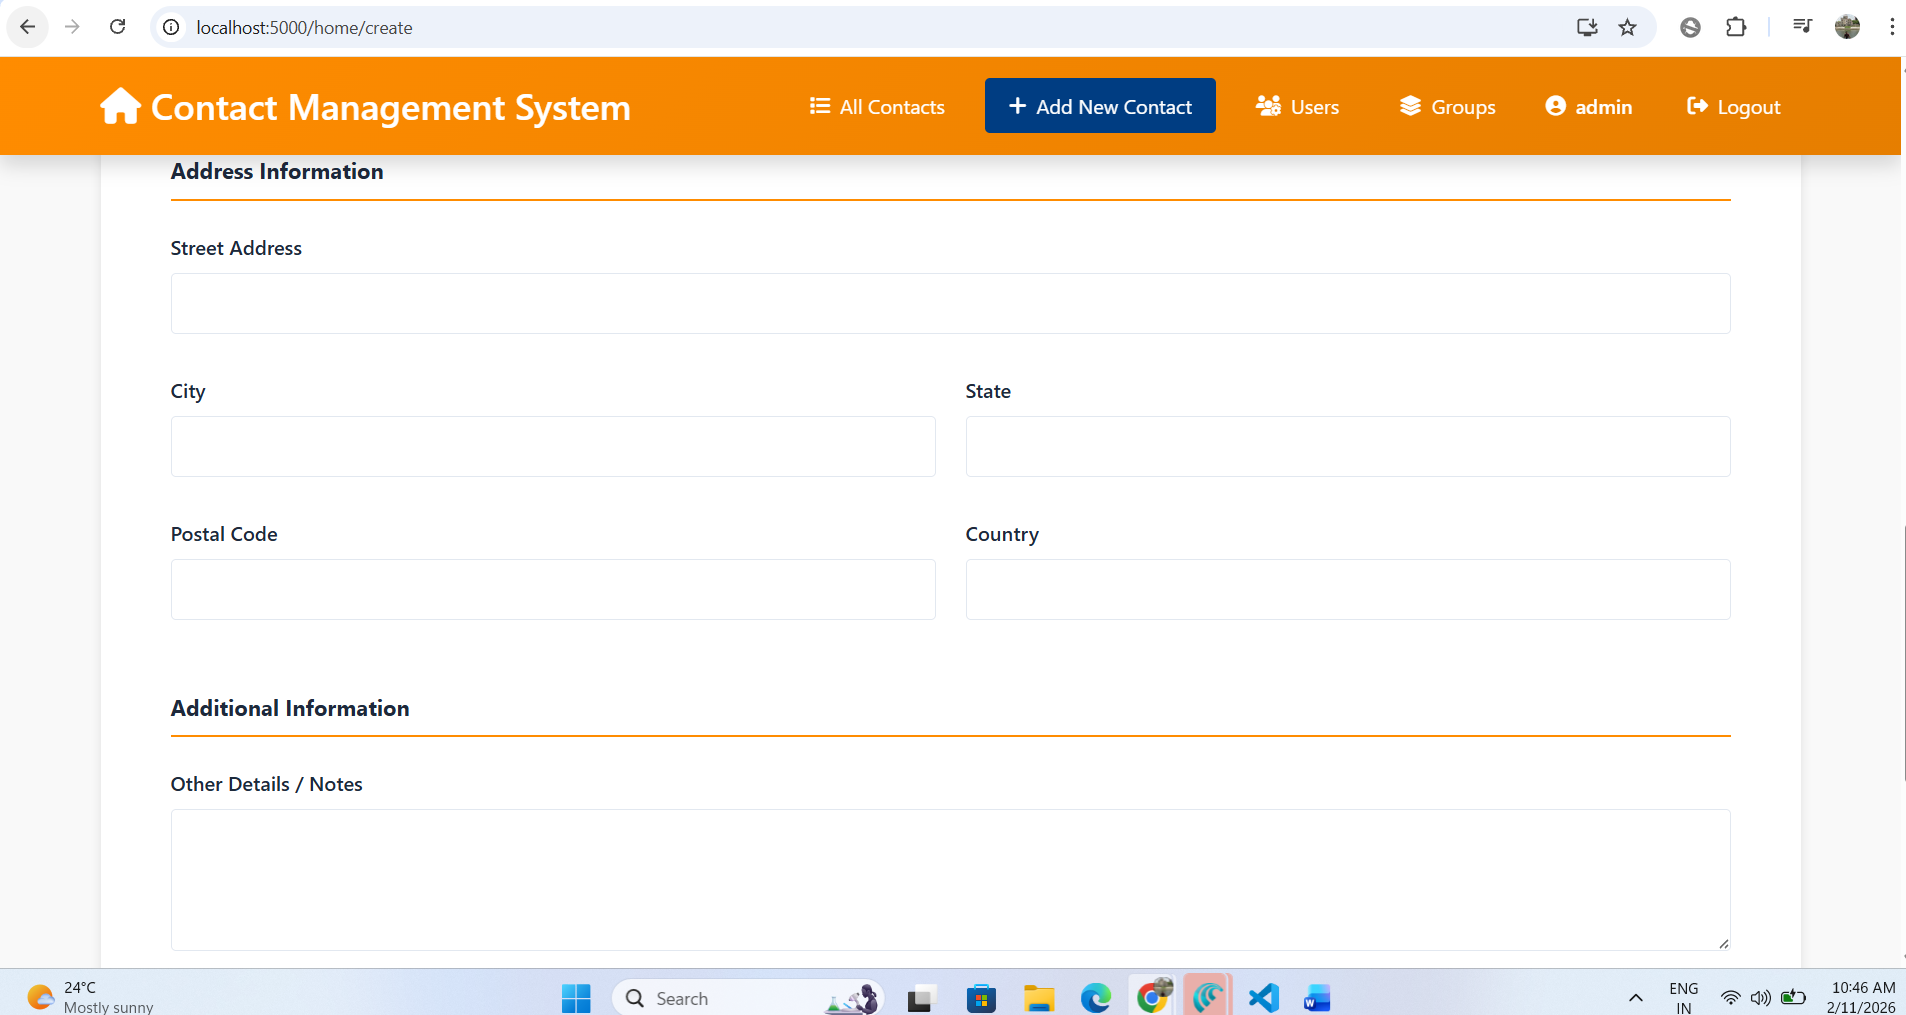 localhost:5000/home/create
Contact Management System
All Contacts
Add New Contact
Users
Groups
admin
Logout
Address Information
Street Address
City
State
Postal Code
Country
Additional Information
Other Details / Notes
24°C
Mostly sunny
Search
W
ENG
IN
10:46 AM
2/11/2026